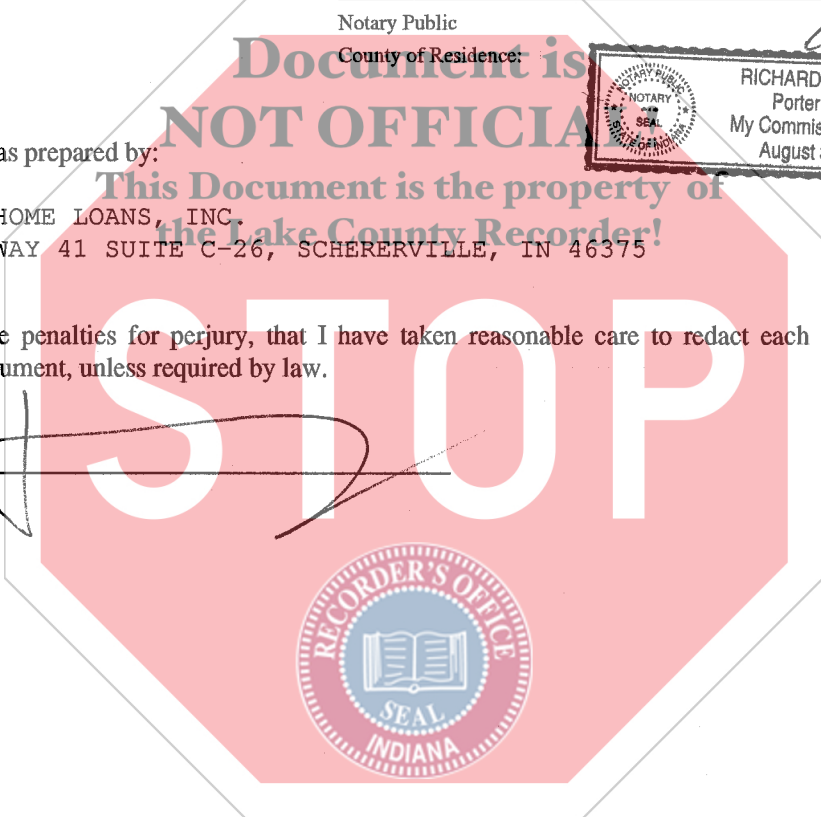 Notary Public
County of Residence:
Document is
NOT OFFICIAL!
This Document is the property of
the Lake County Recorder!
NOTARY PUBLIC
NOTARY
SEAL
STATE OF INDIANA
RICHARD
Porter
My Commis
August
as prepared by:
HOME LOANS, INC.
WAY 41 SUITE C-26, SCHERERVILLE, IN 46375
e penalties for perjury, that I have taken reasonable care to redact each
ument, unless required by law.
STOP
RECORDER'S OFFICE
SEAL
INDIANA